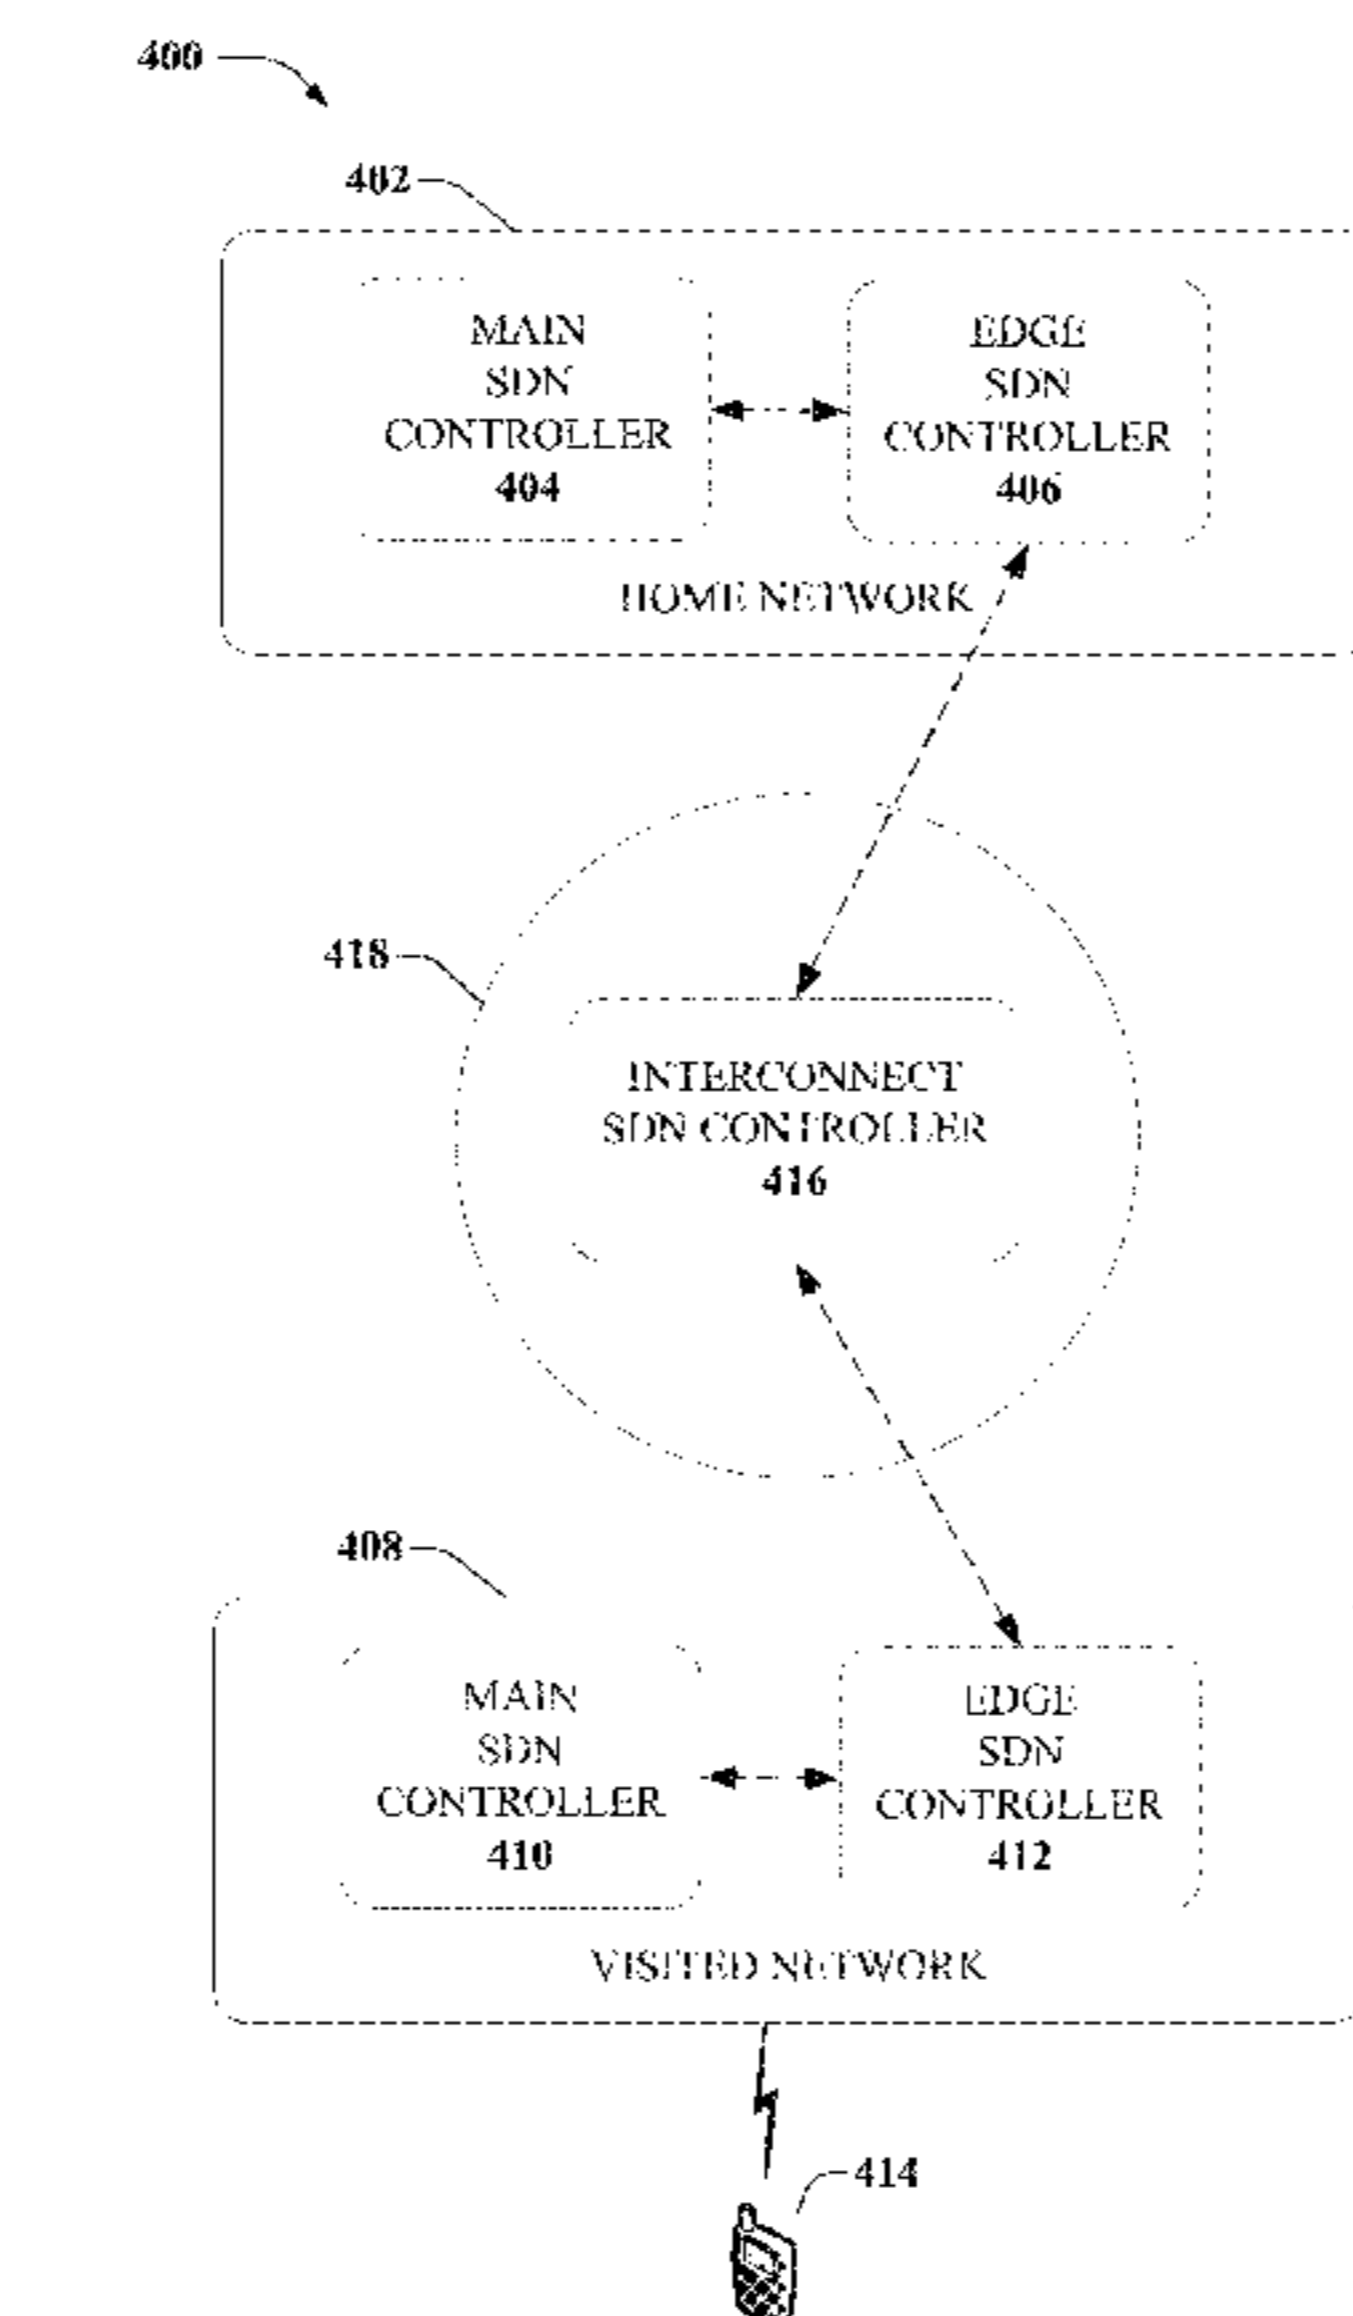 400
402
MAIN
SDN
CONTROLLER
404
EDGE
SDN
CONTROLLER
406
HOME NETWORK
418
INTERCONNECT
SDN CONTROLLER
416
408
MAIN
SDN
CONTROLLER
410
EDGE
SDN
CONTROLLER
412
VISITED NETWORK
414